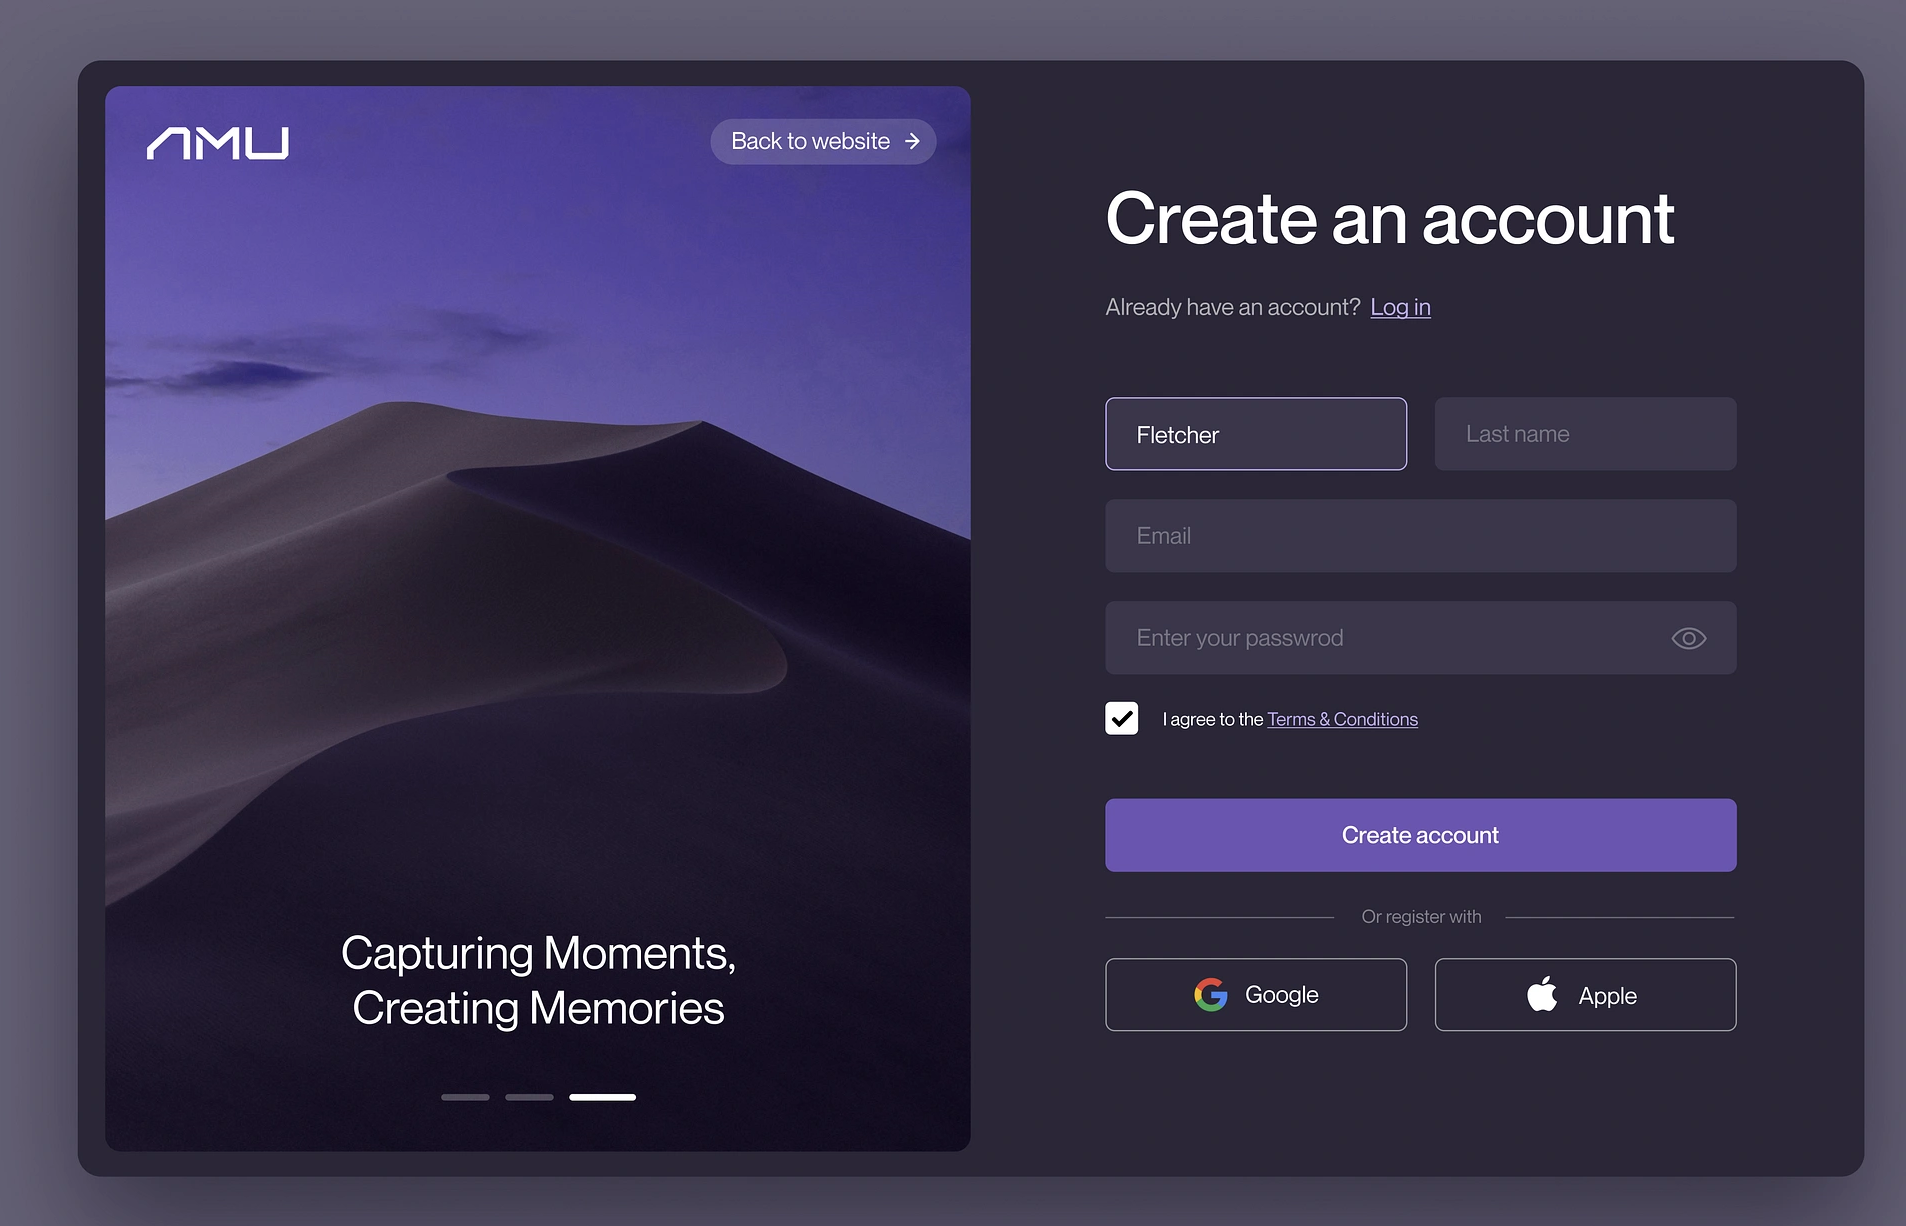 AMU
Back to website
Create an account
Already have an account? Log in
Fletcher
Last name
Email
Enter your passwrod
I agree to the Terms & Conditions
Create account
Or register with
Google
Apple
Capturing Moments,
Creating Memories